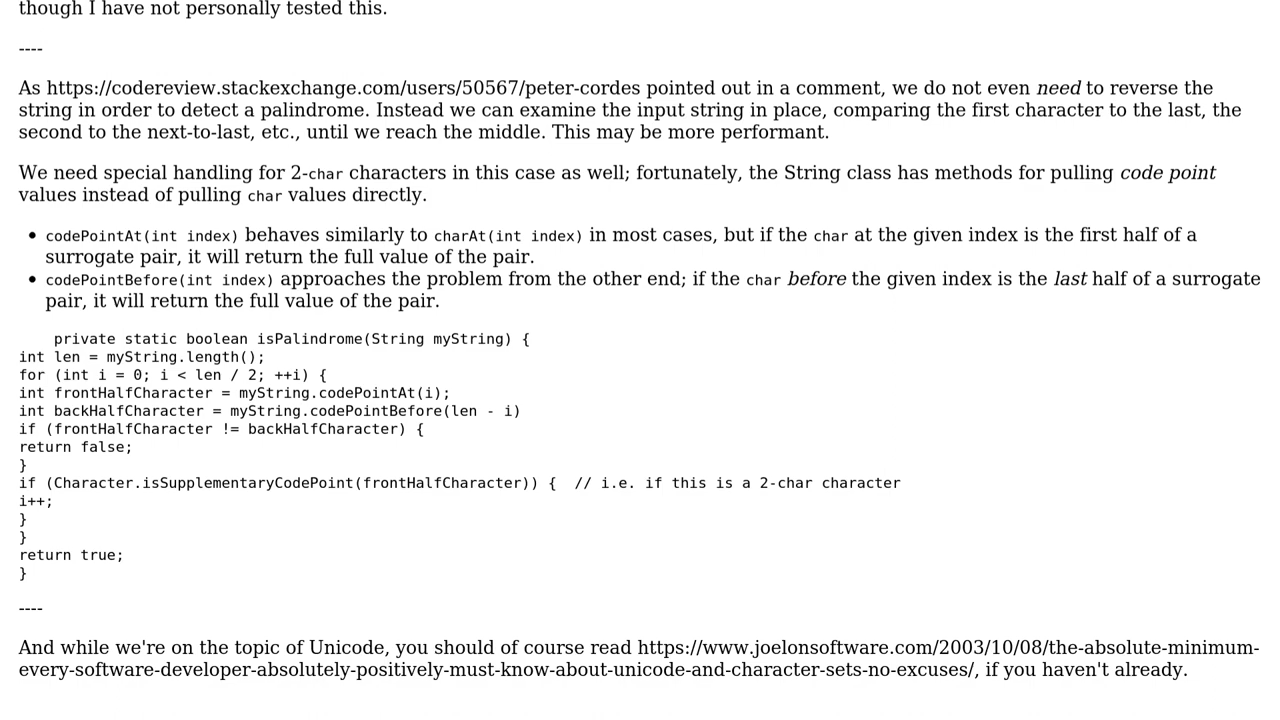 though I have not personally tested this.
----
As https://codereview.stackexchange.com/users/50567/peter-cordes pointed out in a comment, we do not even need to reverse the
string in order to detect a palindrome. Instead we can examine the input string in place, comparing the first character to the last, the
second to the next-to-last, etc., until we reach the middle. This may be more performant.
We need special handling for 2-char characters in this case as well; fortunately, the String class has methods for pulling code point
values instead of pulling char values directly.
• codePointAt(int index) behaves similarly to charAt(int index) in most cases, but if the char at the given index is the first half of a
surrogate pair, it will return the full value of the pair.
• codePointBefore(int index) approaches the problem from the other end; if the char before the given index is the last half of a surrogate
pair, it will return the full value of the pair.
    private static boolean isPalindrome(String myString) {
int len = myString.length();
for (int i = 0; i < len / 2; ++i) {
int frontHalfCharacter = myString.codePointAt(i);
int backHalfCharacter = myString.codePointBefore(len - i)
if (frontHalfCharacter != backHalfCharacter) {
return false;
}
if (Character.isSupplementaryCodePoint(frontHalfCharacter)) {  // i.e. if this is a 2-char character
i++;
}
}
return true;
}
----
And while we're on the topic of Unicode, you should of course read https://www.joelonsoftware.com/2003/10/08/the-absolute-minimum-
every-software-developer-absolutely-positively-must-know-about-unicode-and-character-sets-no-excuses/, if you haven't already.